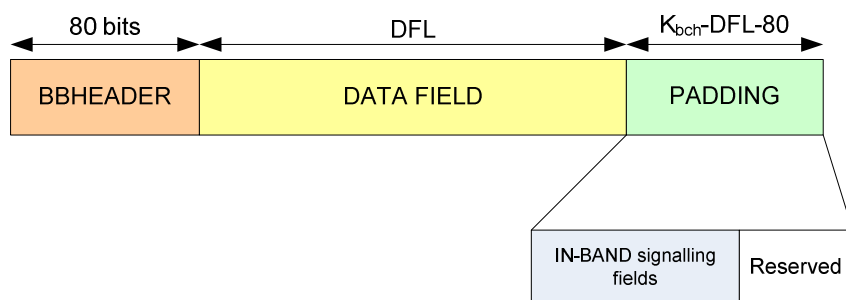 80 bits DFL Kbch-DFL-80
BBHEADER DATA FIELD PADDING
IN-BAND signalling
fields
Reserved